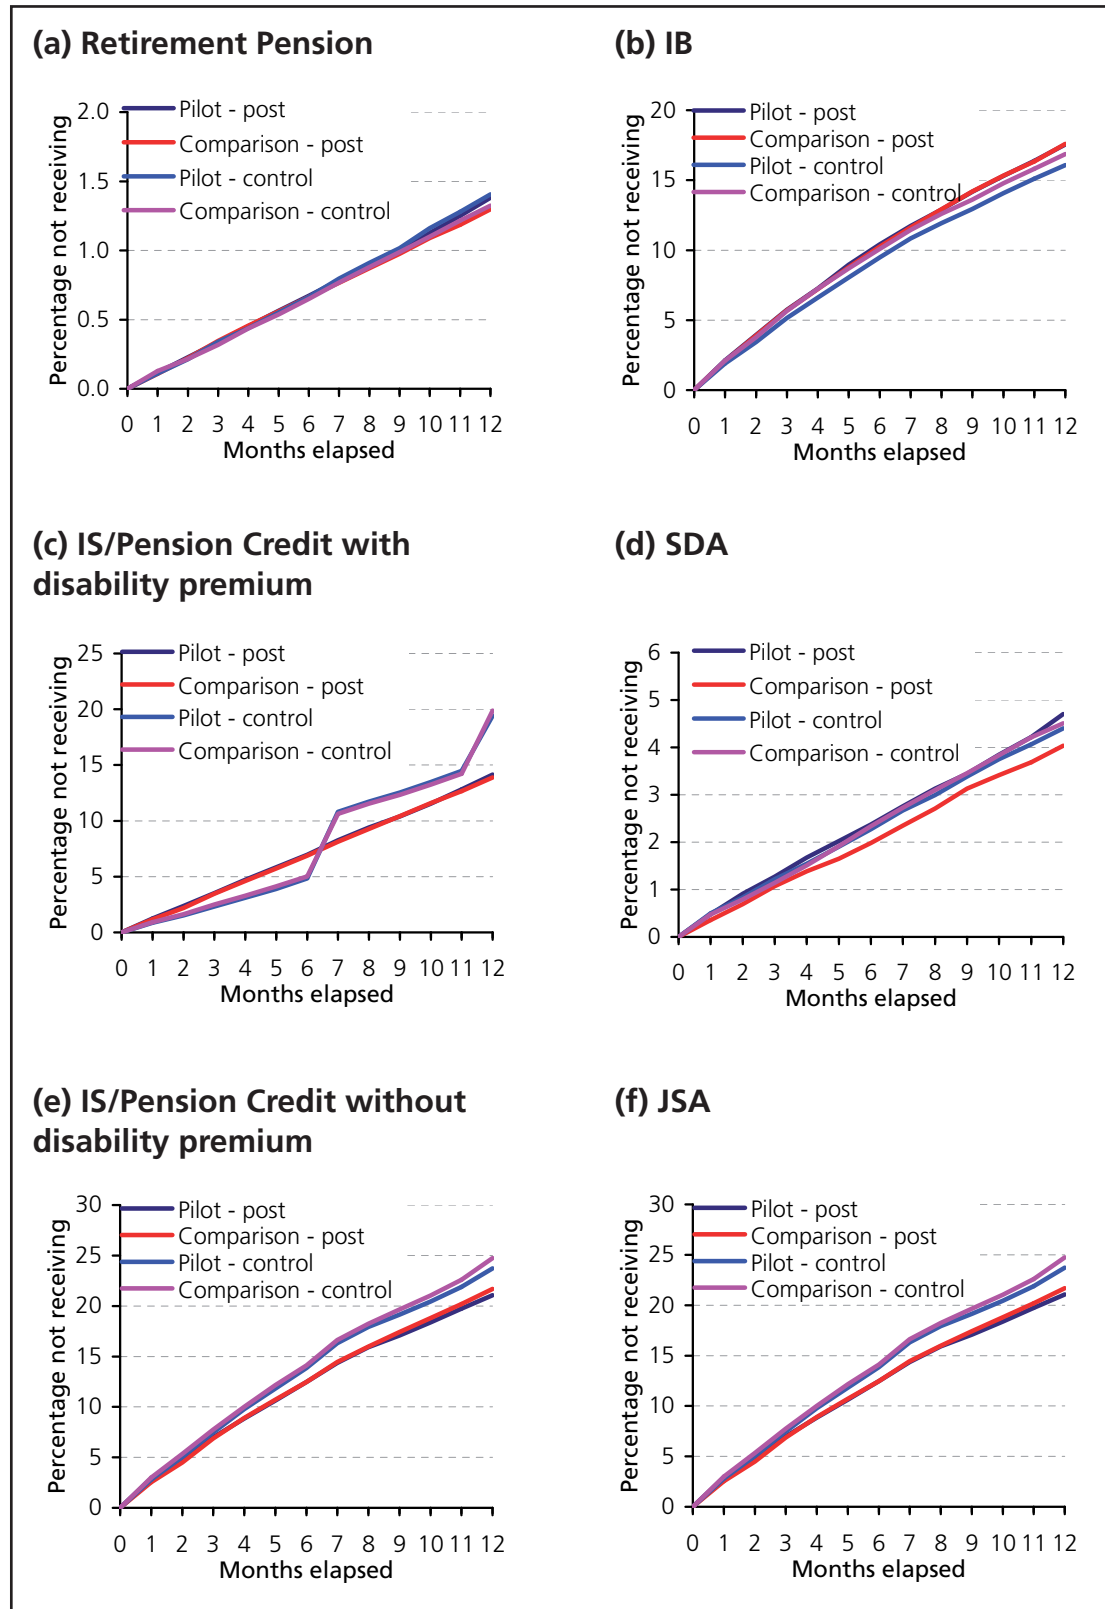 (a) Retirement Pension
Percentage not receiving
2.0
1.5
1.0
0.5
0.0
Pilot - post
Comparison - post
Pilot - control
Comparison - control
0 1 2 3 4 5 6 7 8 9 10 11 12
Months elapsed
(b) IB
Percentage not receiving
20
15
10
5
0
Pilot - post
Comparison - post
Pilot - control
Comparison - control
0 1 2 3 4 5 6 7 8 9 10 11 12
Months elapsed
(c) IS/Pension Credit with
disability premium
Percentage not receiving
25
20
15
10
5
0
Pilot - post
Comparison - post
Pilot - control
Comparison - control
0 1 2 3 4 5 6 7 8 9 10 11 12
Months elapsed
(d) SDA
Percentage not receiving
6
5
4
3
2
1
0
Pilot - post
Comparison - post
Pilot - control
Comparison - control
0 1 2 3 4 5 6 7 8 9 10 11 12
Months elapsed
(e) IS/Pension Credit without
disability premium
Percentage not receiving
30
25
20
15
10
5
0
Pilot - post
Comparison - post
Pilot - control
Comparison - control
0 1 2 3 4 5 6 7 8 9 10 11 12
Months elapsed
(f) JSA
Percentage not receiving
30
25
20
15
10
5
0
Pilot - post
Comparison - post
Pilot - control
Comparison - control
0 1 2 3 4 5 6 7 8 9 10 11 12
Months elapsed